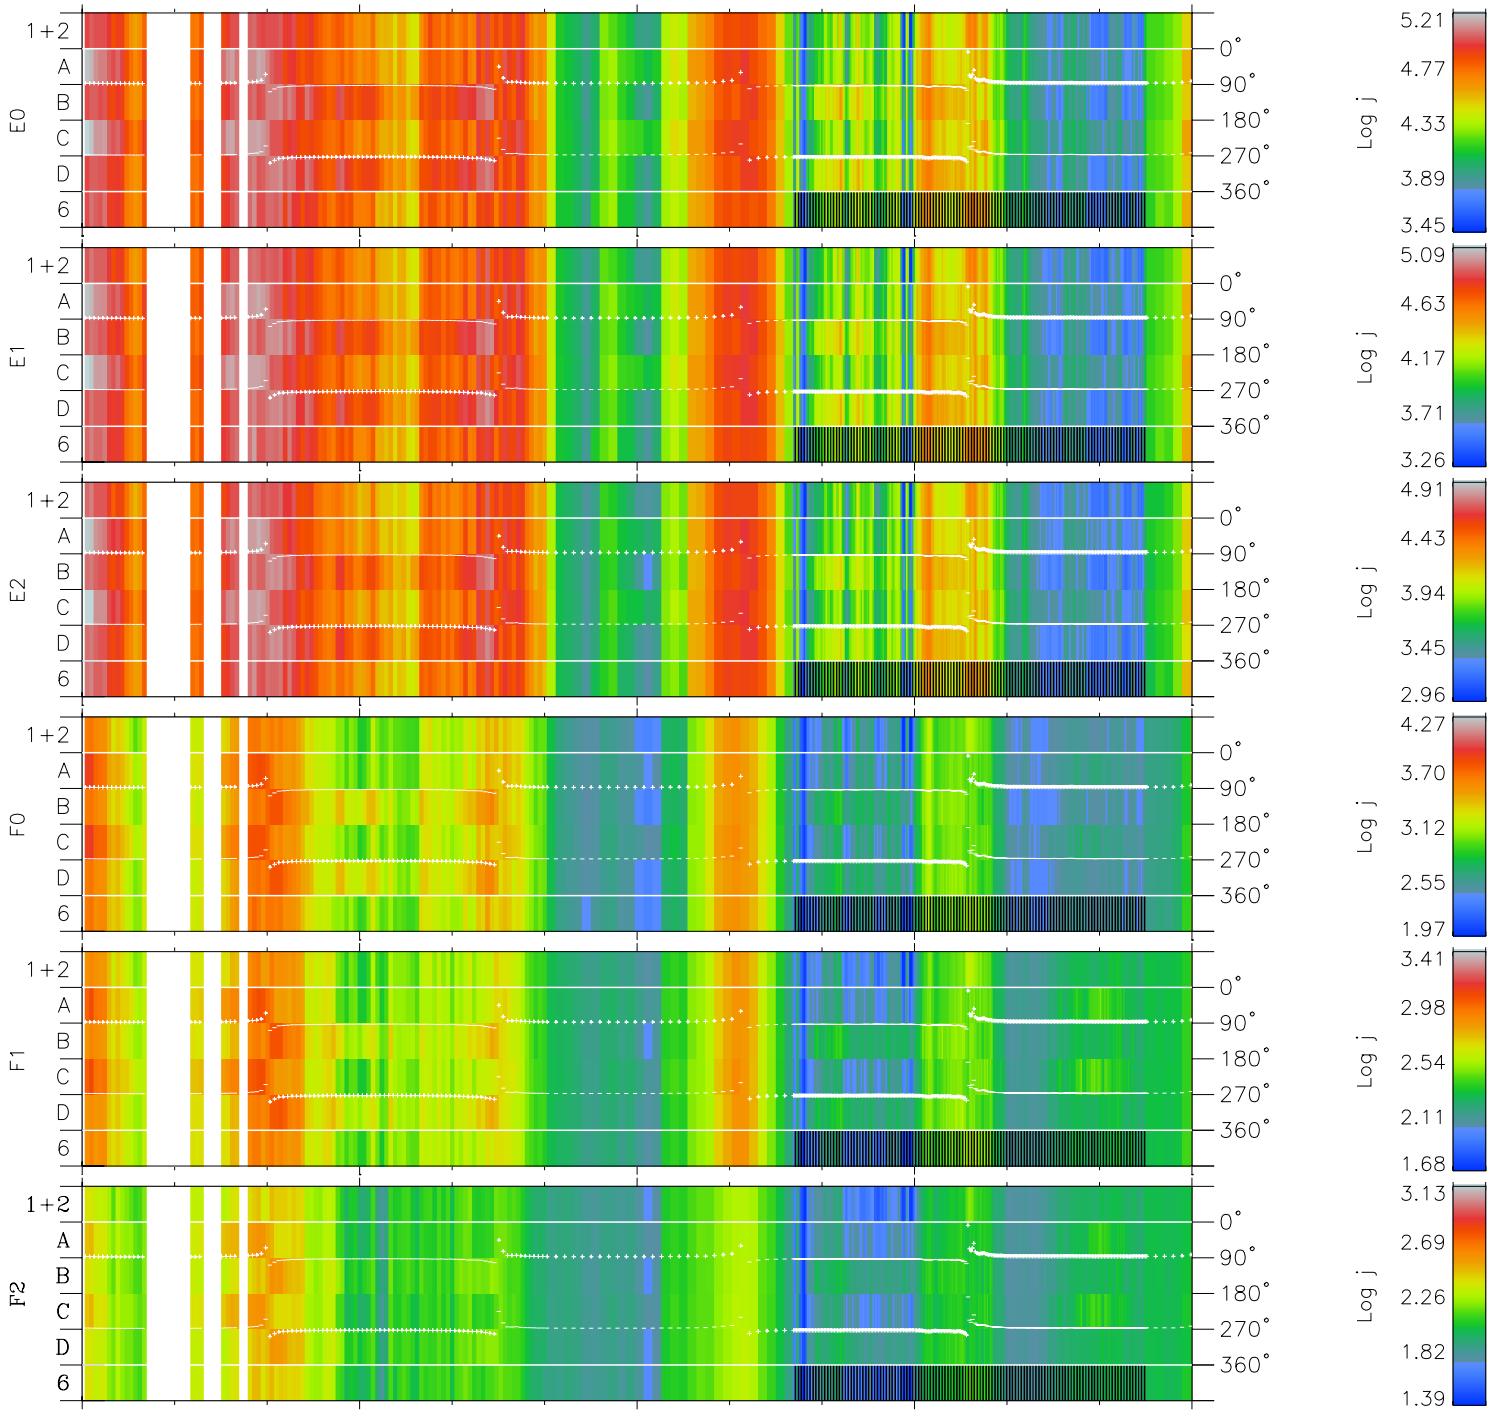 E0
1+2
A
B
C
D
6
0°
90°
180°
270°
360°
Log j
5.21
4.77
4.33
3.89
3.45
E1
1+2
A
B
C
D
6
0°
90°
180°
270°
360°
Log j
5.09
4.63
4.17
3.71
3.26
E2
1+2
A
B
C
D
6
0°
90°
180°
270°
360°
Log j
4.91
4.43
3.94
3.45
2.96
F0
1+2
A
B
C
D
6
0°
90°
180°
270°
360°
Log j
4.27
3.70
3.12
2.55
1.97
F1
1+2
A
B
C
D
6
0°
90°
180°
270°
360°
Log j
3.41
2.98
2.54
2.11
1.68
F2
1+2
A
B
C
D
6
0°
90°
180°
270°
360°
Log j
3.13
2.69
2.26
1.82
1.39